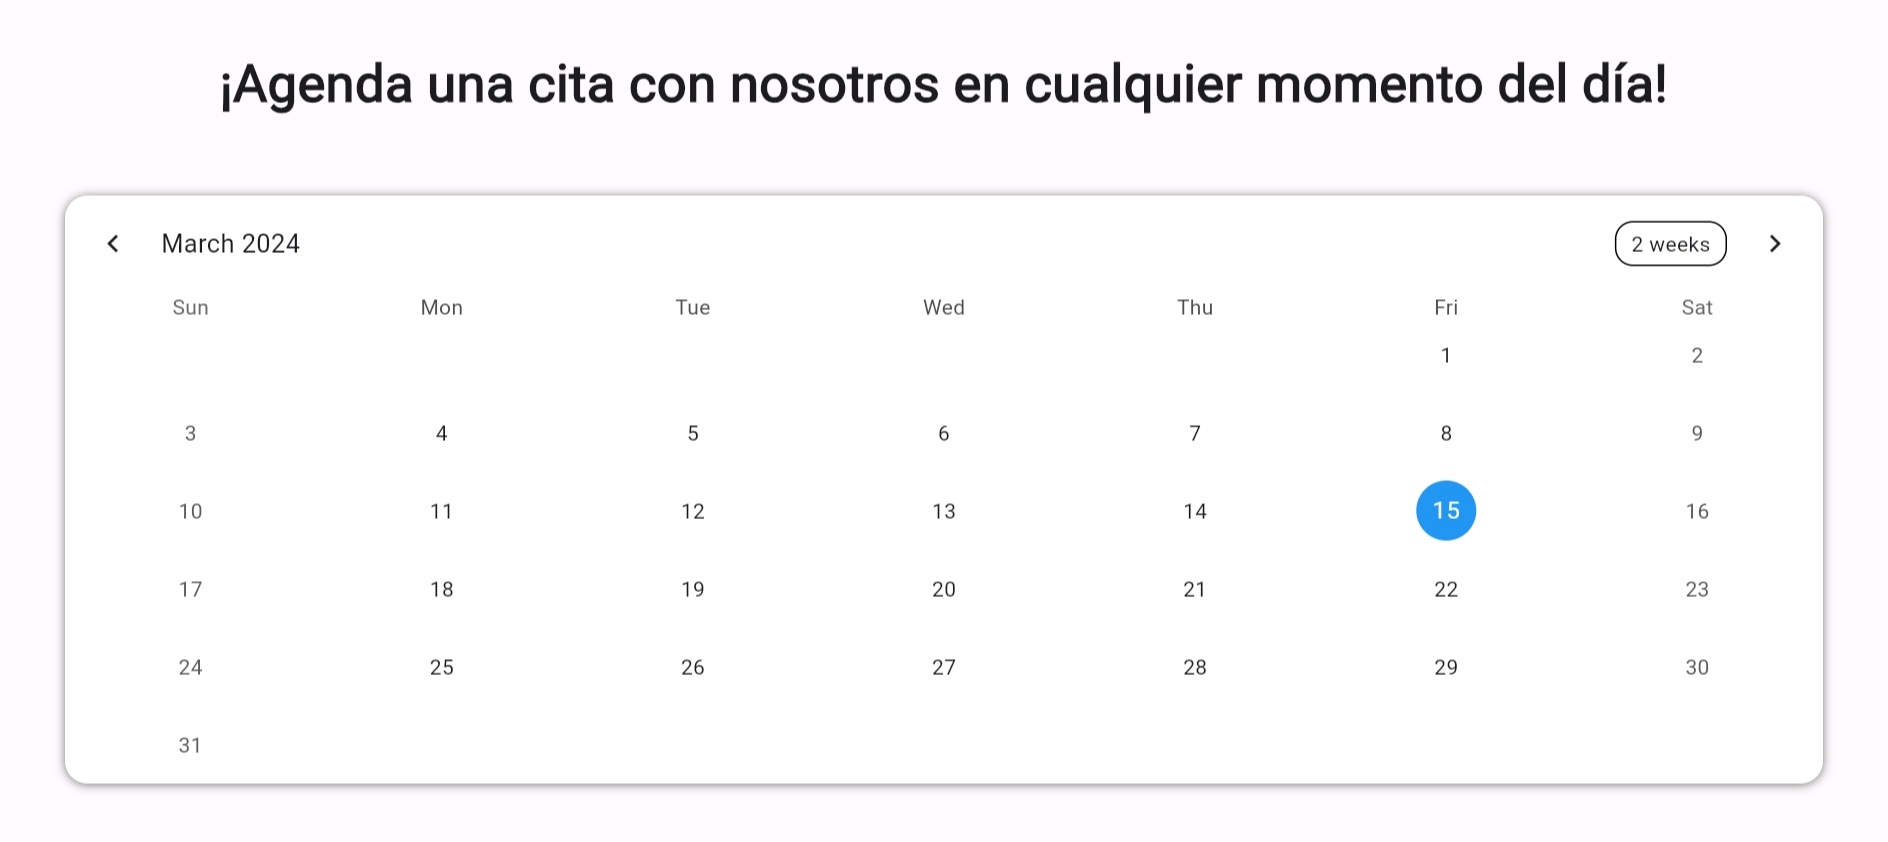 ¡Agenda una cita con nosotros en cualquier momento del día!
March 2024 2 weeks
Sun Mon Tue Wed Thu Fri Sat
1 2
3 4 5 6 7 8 9
10 11 12 13 14 15 16
17 18 19 20 21 22 23
24 25 26 27 28 29 30
31